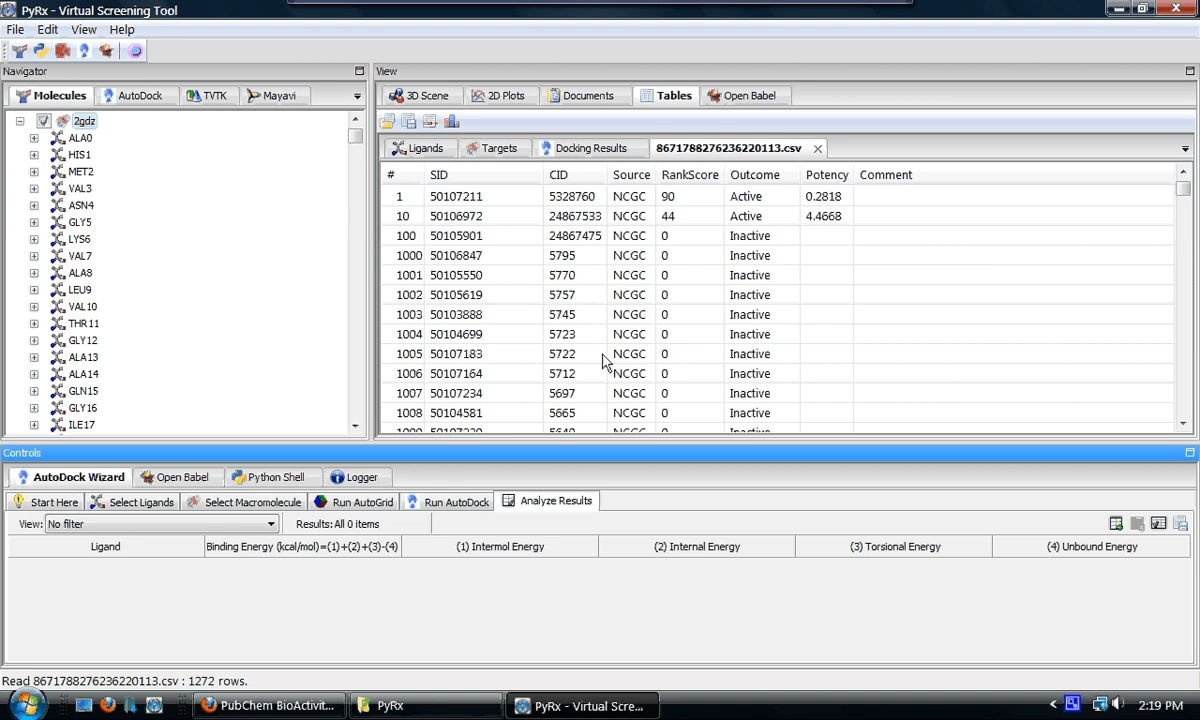 PyRx - Virtual Screening Tool
File Edit View Help
Navigator
Molecules AutoDock TVTK Mayavi
2gdz
ALA0
HIS1
MET2
VAL3
ASN4
GLY5
LYS6
VAL7
ALA8
LEU9
VAL10
THR11
GLY12
ALA13
ALA14
GLN15
GLY16
ILE17
View
3D Scene 2D Plots Documents Tables Open Babel
Ligands Targets Docking Results 8671788276236220113.csv
# SID CID Source RankScore Outcome Potency Comment
1 50107211 5328760 NCGC 90 Active 0.2818
10 50106972 24867533 NCGC 44 Active 4.4668
100 50105901 24867475 NCGC 0 Inactive
1000 50106847 5795 NCGC 0 Inactive
1001 50105550 5770 NCGC 0 Inactive
1002 50105619 5757 NCGC 0 Inactive
1003 50103888 5745 NCGC 0 Inactive
1004 50104699 5723 NCGC 0 Inactive
1005 50107183 5722 NCGC 0 Inactive
1006 50107164 5712 NCGC 0 Inactive
1007 50107234 5697 NCGC 0 Inactive
1008 50104581 5665 NCGC 0 Inactive
Controls
AutoDock Wizard Open Babel Python Shell Logger
Start Here Select Ligands Select Macromolecule Run AutoGrid Run AutoDock Analyze Results
View: No filter Results: All 0 items
Ligand Binding Energy (kcal/mol)=(1)+(2)+(3)-(4) (1) Intermol Energy (2) Internal Energy (3) Torsional Energy (4) Unbound Energy
Read 8671788276236220113.csv : 1272 rows.
PubChem BioActivit... PyRx PyRx - Virtual Scree... 2:19 PM